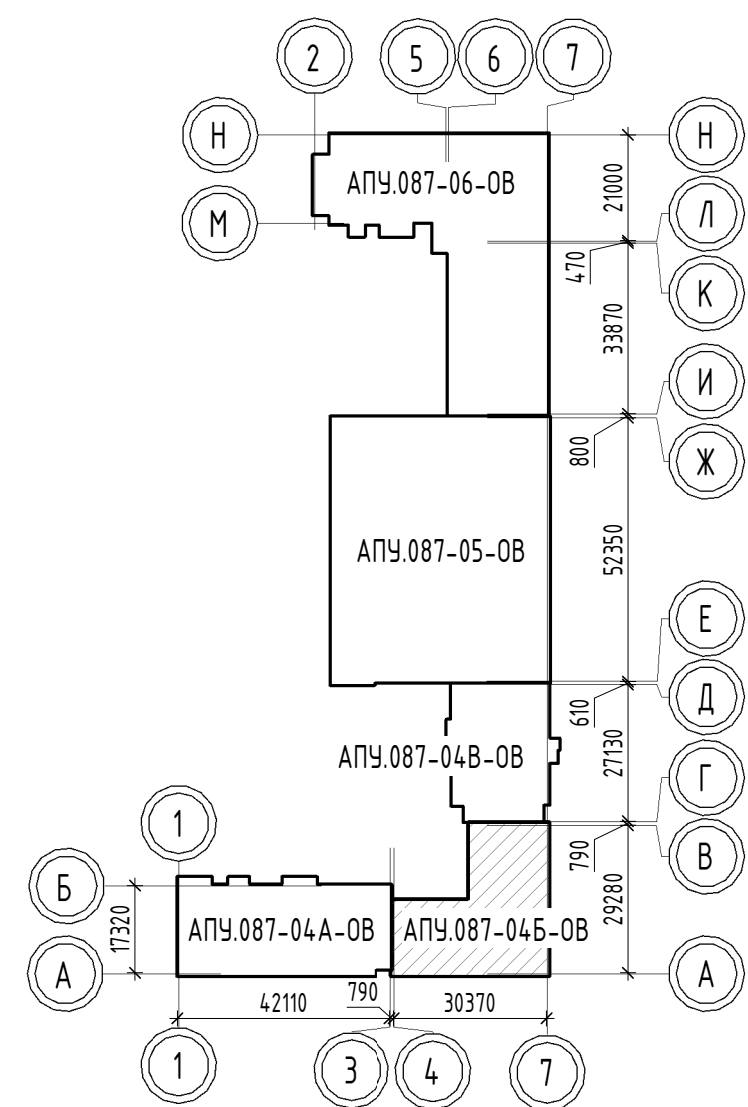 2
5
6
7
Н
Н
АПУ.087-06-ОВ
21000
М
Л
470
К
33870
И
800
Ж
АПУ.087-05-ОВ
52350
Е
610
Д
АПУ.087-04В-ОВ
27130
Г
1
790
В
Б
17320
АПУ.087-04А-ОВ
АПУ.087-04Б-ОВ
29280
А
А
42110
790
30370
1
3
4
7